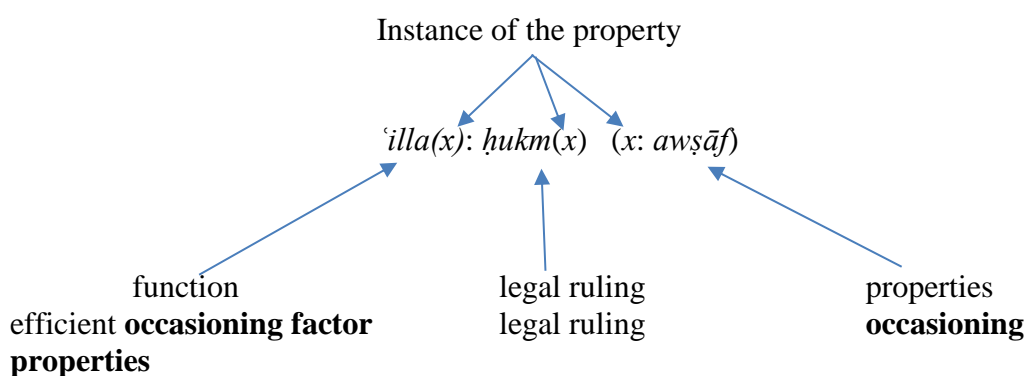 Instance of the property
ʿilla(x): ḥukm(x) (x: awṣāf)
function legal ruling properties
efficient occasioning factor legal ruling occasioning
properties